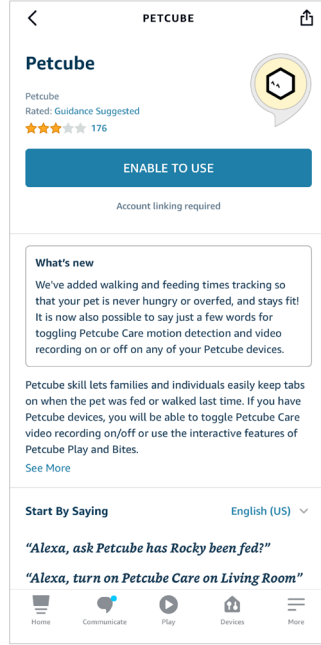 PETCUBE
Petcube
Petcube
Rated: Guidance Suggested
176
ENABLE TO USE
Account linking required
What's new
We've added walking and feeding times tracking so
that your pet is never hungry or overfed, and stays fit!
It is now also possible to say just a few words for
toggling Petcube Care motion detection and video
recording on or off on any of your Petcube devices.
Petcube skill lets families and individuals easily keep tabs
on when the pet was fed or walked last time. If you have
Petcube devices, you will be able to toggle Petcube Care
video recording on/off or use the interactive features of
Petcube Play and Bites.
See More
Start By Saying
English (US)
“Alexa, ask Petcube has Rocky been fed?”
“Alexa, turn on Petcube Care on Living Room”
Home Communicate Play Devices More